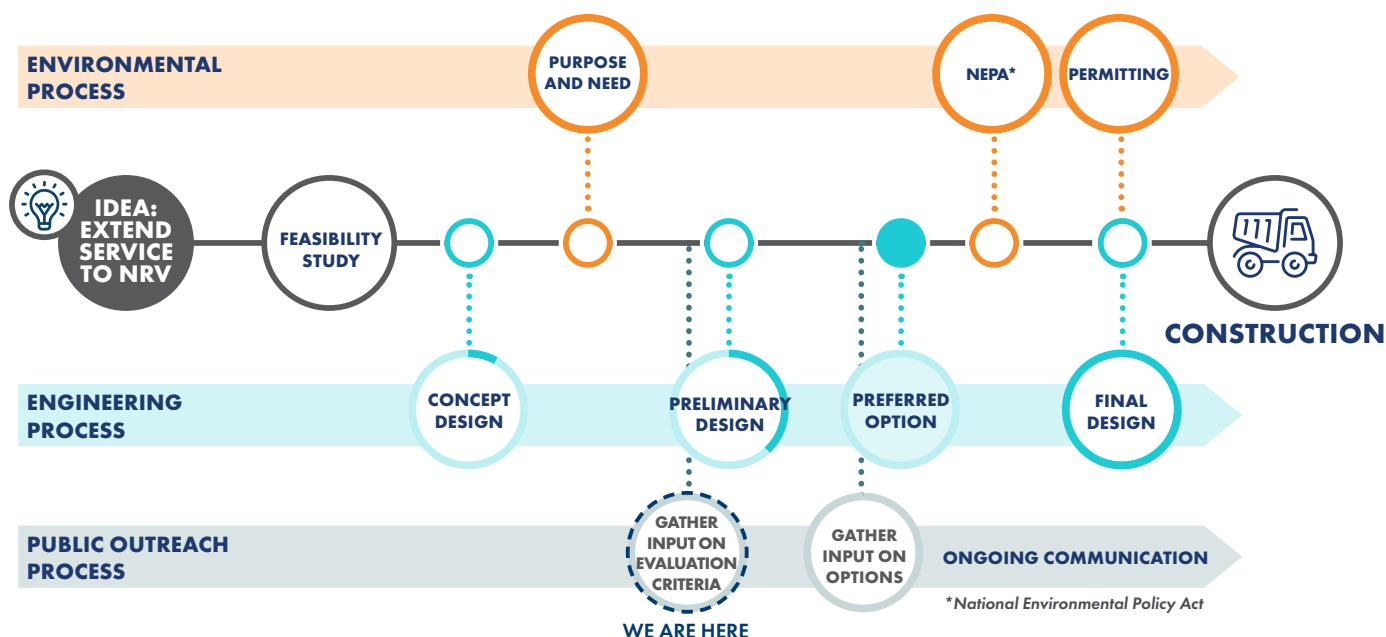 ENVIRONMENTAL
PROCESS
PURPOSE
AND NEED
NEPA*
PERMITTING
IDEA:
EXTEND
SERVICE
TO NRV
FEASIBILITY
STUDY
CONSTRUCTION
ENGINEERING
PROCESS
CONCEPT
DESIGN
PRELIMINARY
DESIGN
PREFERRED
OPTION
FINAL
DESIGN
PUBLIC OUTREACH
PROCESS
GATHER
INPUT ON
EVALUATION
CRITERIA
GATHER
INPUT ON
OPTIONS
ONGOING COMMUNICATION
*National Environmental Policy Act
WE ARE HERE